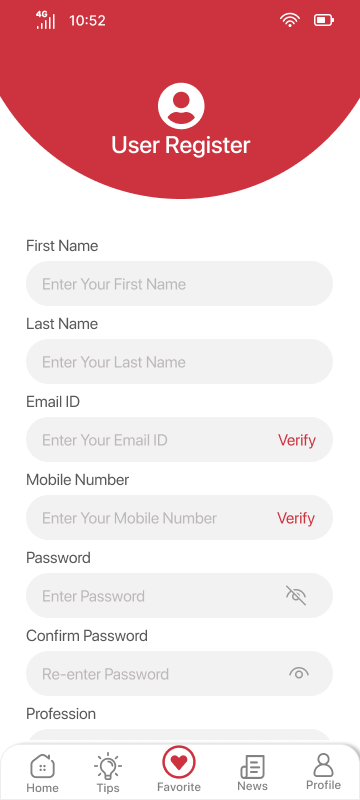 4G 10:52
User Register
First Name
Enter Your First Name
Last Name
Enter Your Last Name
Email ID
Enter Your Email ID Verify
Mobile Number
Enter Your Mobile Number Verify
Password
Enter Password
Confirm Password
Re-enter Password
Profession
Home Tips Favorite News Profile